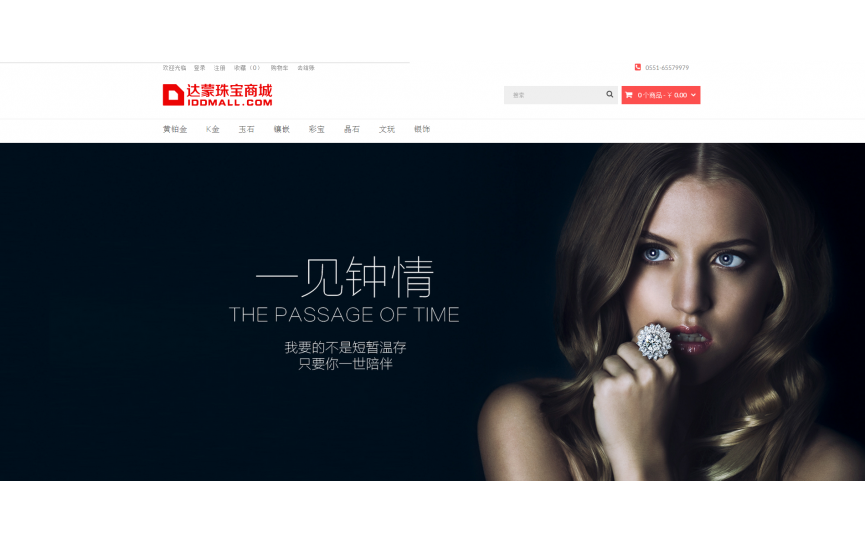 欢迎光临 登录 注册 收藏（0） 购物车 去结账
0551-65579979
达蒙珠宝商城
IDDMALL.COM
搜索
0 个商品 - ￥0.00
黄铂金 K金 玉石 镶嵌 彩宝 晶石 文玩 银饰
一见钟情
THE PASSAGE OF TIME
我要的不是短暂温存
只要你一世陪伴